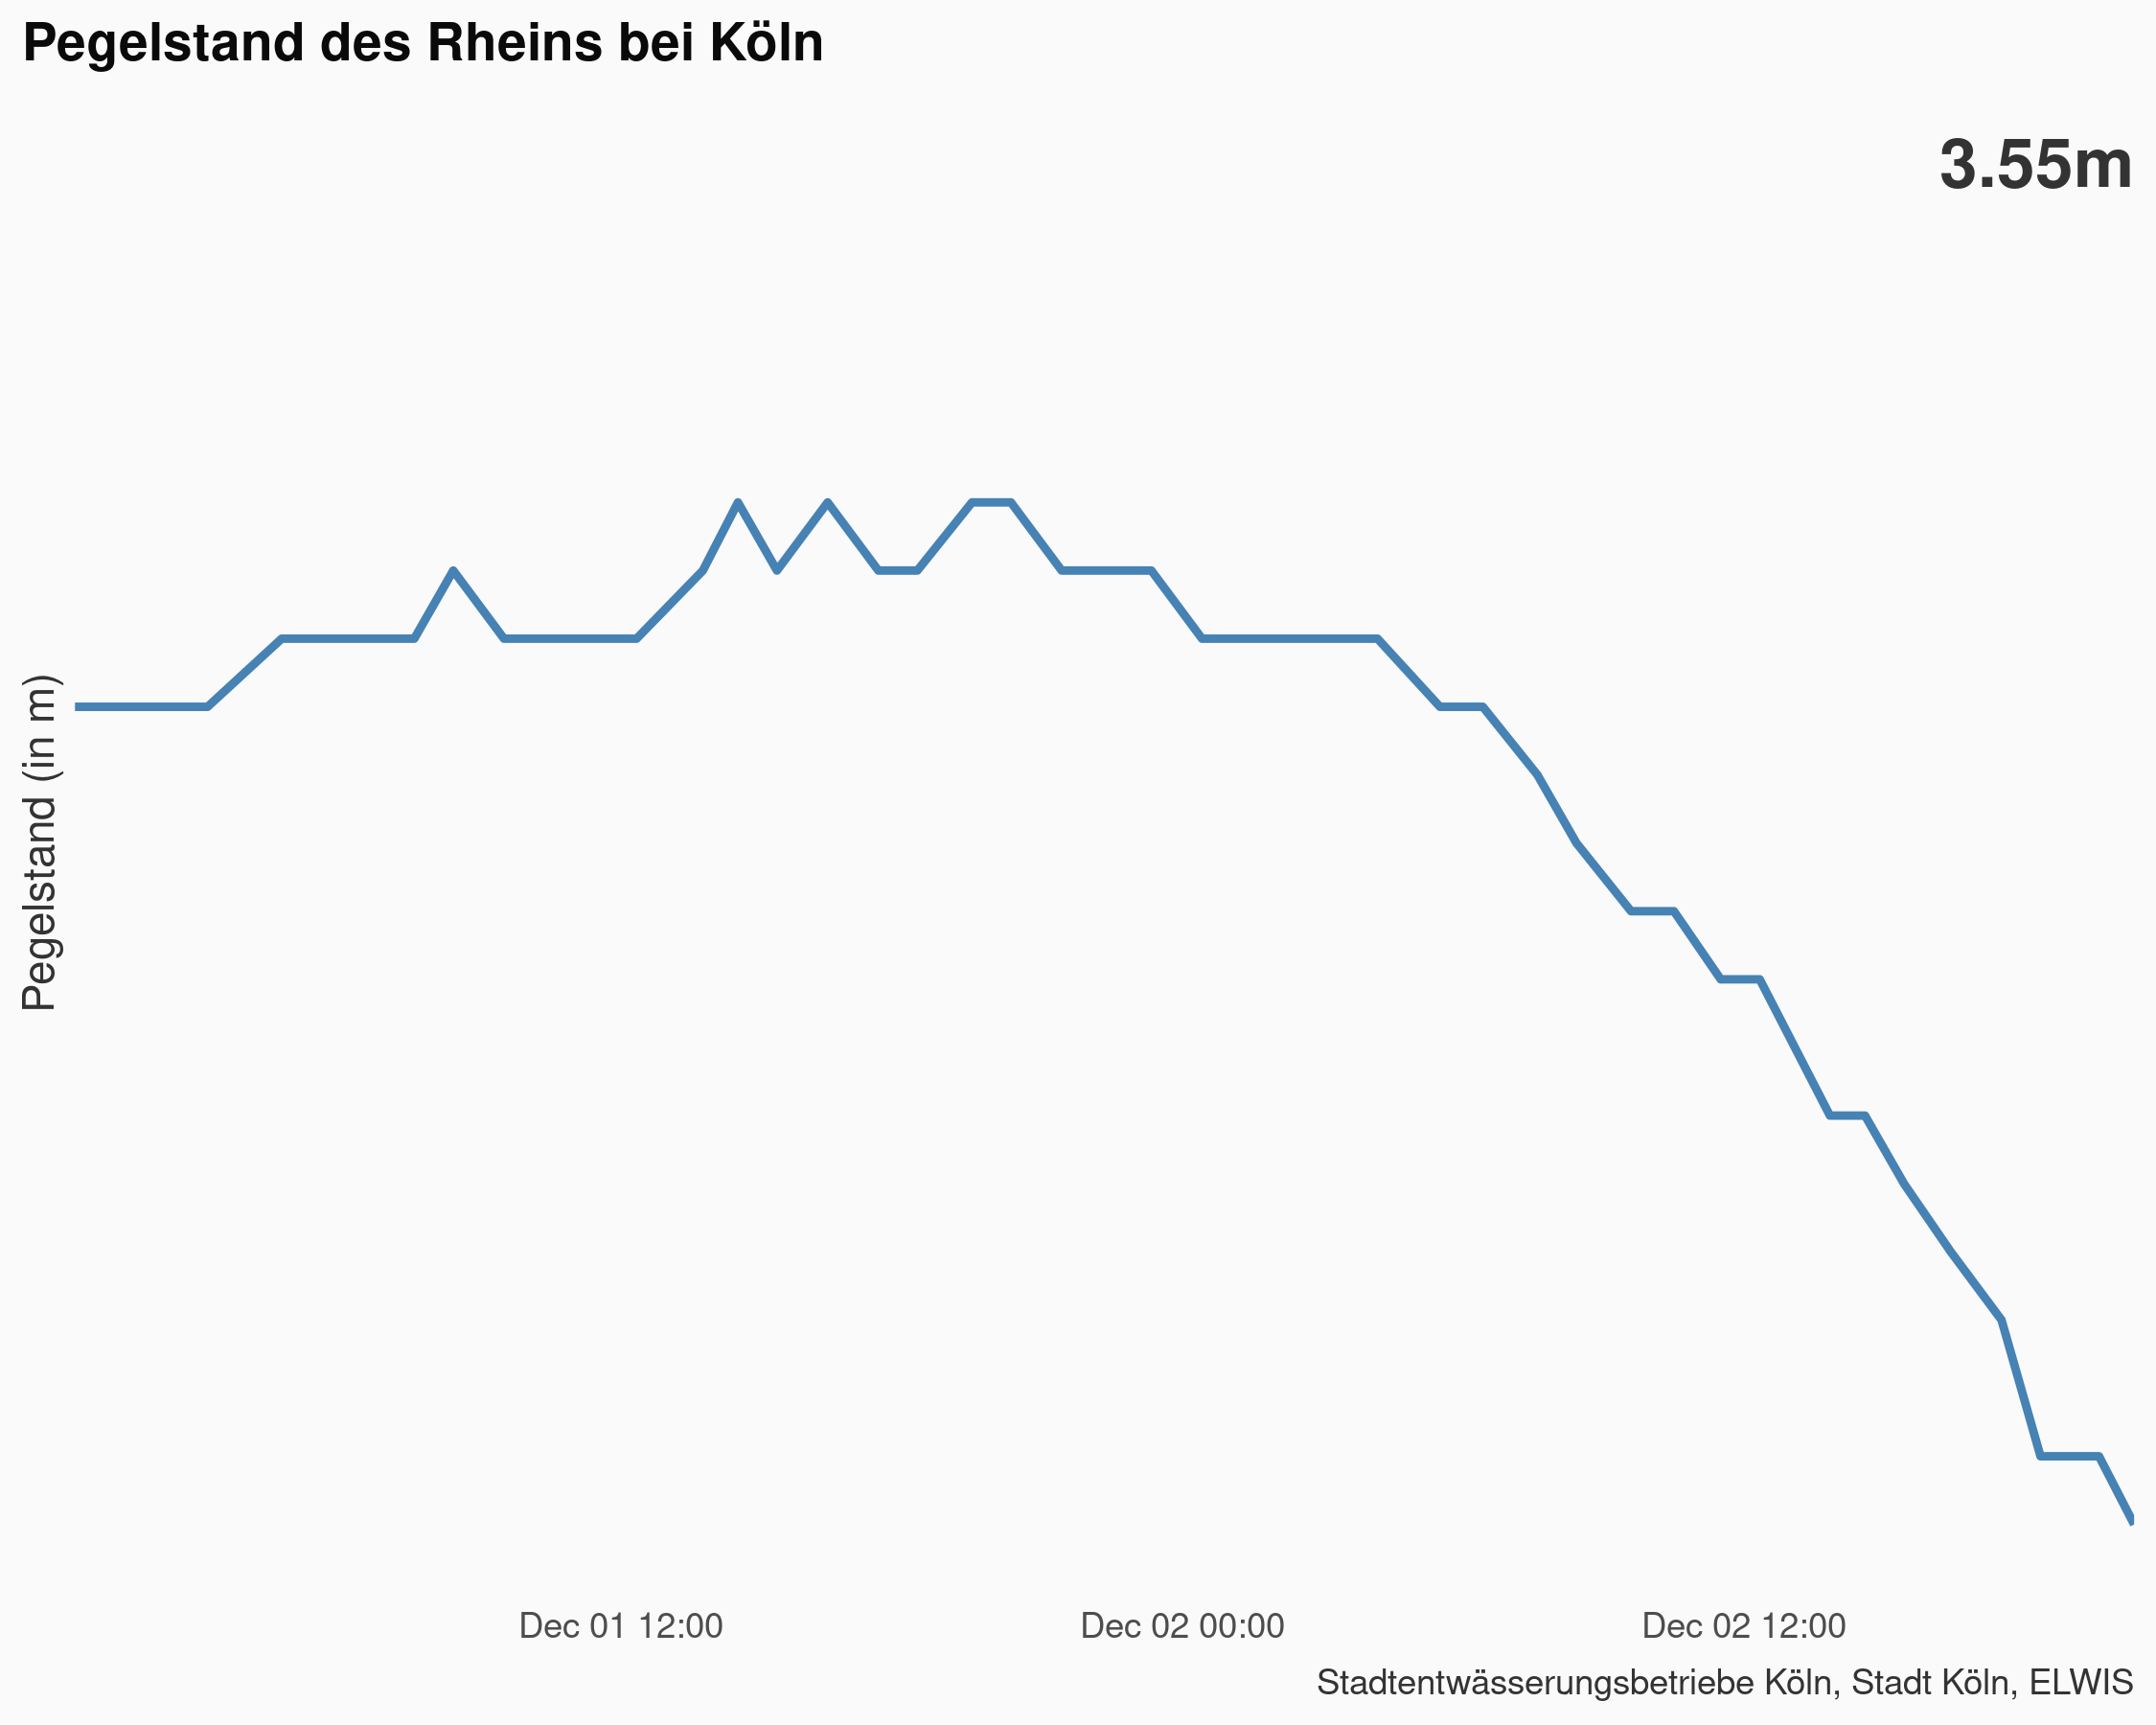 Pegelstand des Rheins bei Köln
3.55m
Pegelstand (in m)
Dec 01 12:00
Dec 02 00:00
Dec 02 12:00
Stadtentwässerungsbetriebe Köln, Stadt Köln, ELWIS